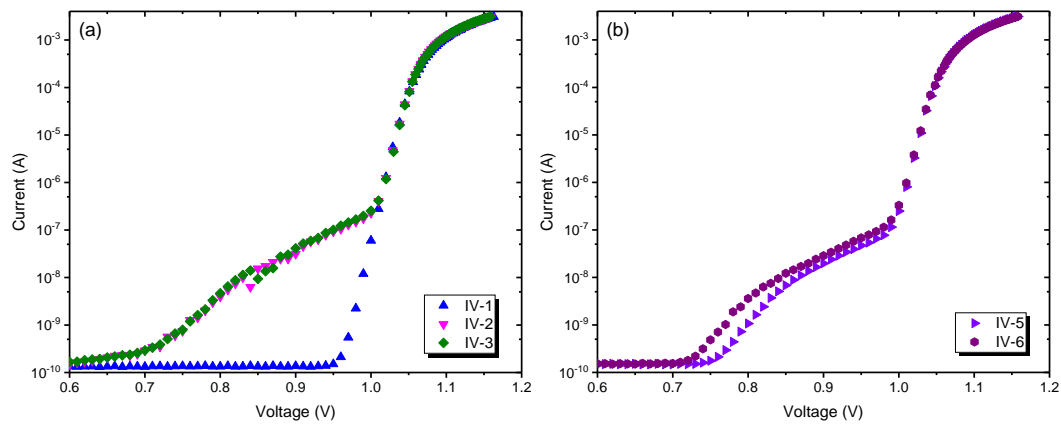 (a)
Current (A)
10⁻³
10⁻⁴
10⁻⁵
10⁻⁶
10⁻⁷
10⁻⁸
10⁻⁹
10⁻¹⁰
0.6 0.7 0.8 0.9 1.0 1.1 1.2
Voltage (V)
IV-1
IV-2
IV-3
(b)
Current (A)
10⁻³
10⁻⁴
10⁻⁵
10⁻⁶
10⁻⁷
10⁻⁸
10⁻⁹
10⁻¹⁰
0.6 0.7 0.8 0.9 1.0 1.1 1.2
Voltage (V)
IV-5
IV-6